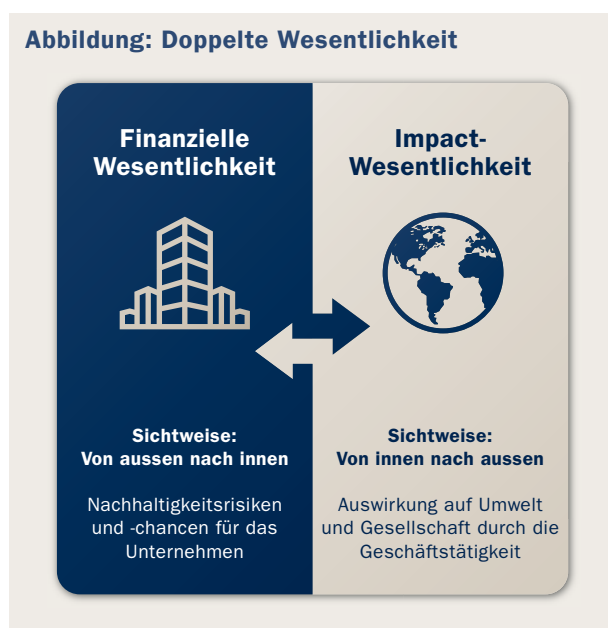 Abbildung: Doppelte Wesentlichkeit
Finanzielle
Wesentlichkeit
Impact-
Wesentlichkeit
Sichtweise:
Von aussen nach innen
Sichtweise:
Von innen nach aussen
Nachhaltigkeitsrisiken
und -chancen für das
Unternehmen
Auswirkung auf Umwelt
und Gesellschaft durch die
Geschäftstätigkeit